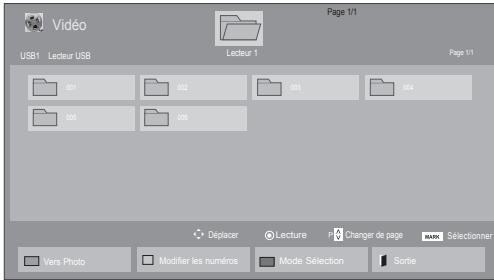 Page 1/1
Vidéo
Lecteur 1
USB1 Lecteur USB
Page 1/1
001 002 003 004
005 006
Déplacer Lecture P Changer de page MARK Sélectionner
Vers Photo Modifier les numéros Mode Sélection Sortie